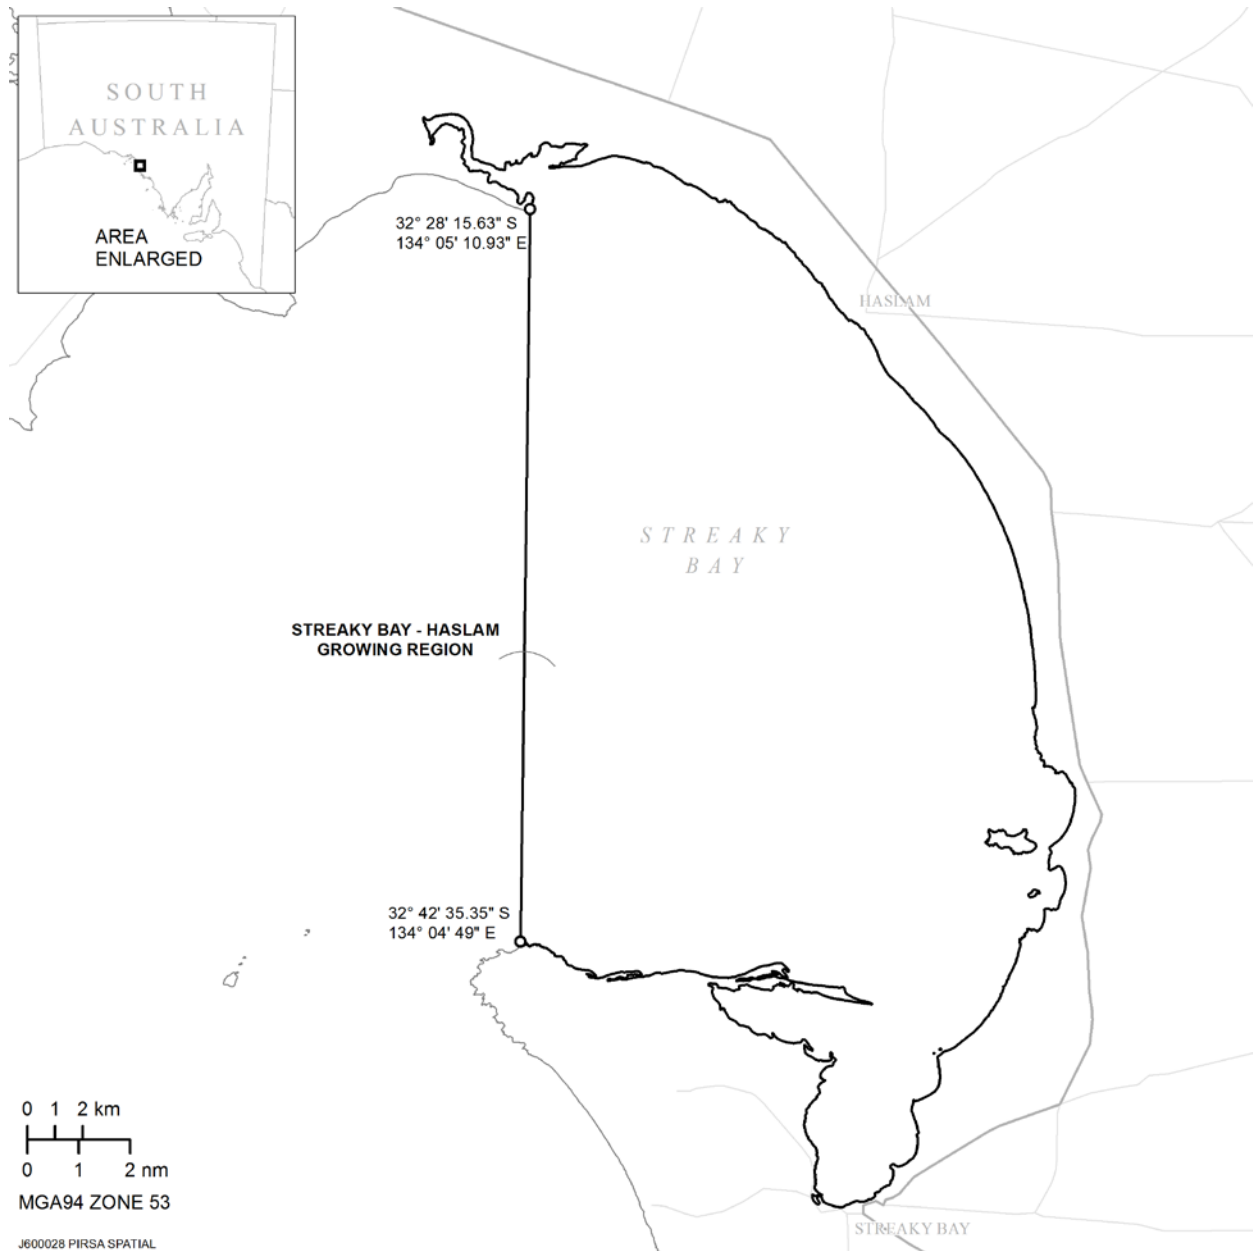 SOUTH
AUSTRALIA
AREA
ENLARGED
32° 28' 15.63" S
134° 05' 10.93" E
HASLAM
STREAKY
BAY
STREAKY BAY - HASLAM
GROWING REGION
32° 42' 35.35" S
134° 04' 49" E
0 1 2 km
0 1 2 nm
MGA94 ZONE 53
STREAKY BAY
J600028 PIRSA SPATIAL